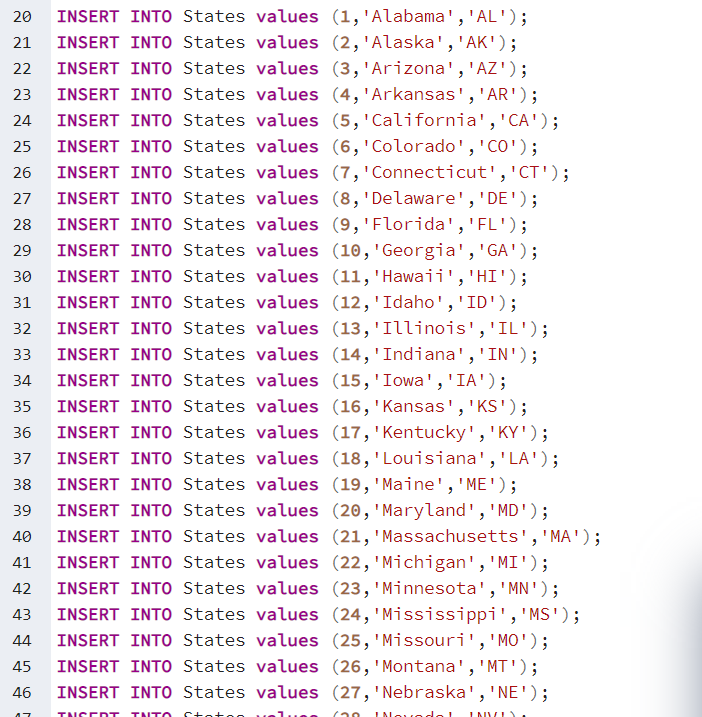 20 INSERT INTO States values (1,'Alabama','AL');
21 INSERT INTO States values (2,'Alaska','AK');
22 INSERT INTO States values (3,'Arizona','AZ');
23 INSERT INTO States values (4,'Arkansas','AR');
24 INSERT INTO States values (5,'California','CA');
25 INSERT INTO States values (6,'Colorado','CO');
26 INSERT INTO States values (7,'Connecticut','CT');
27 INSERT INTO States values (8,'Delaware','DE');
28 INSERT INTO States values (9,'Florida','FL');
29 INSERT INTO States values (10,'Georgia','GA');
30 INSERT INTO States values (11,'Hawaii','HI');
31 INSERT INTO States values (12,'Idaho','ID');
32 INSERT INTO States values (13,'Illinois','IL');
33 INSERT INTO States values (14,'Indiana','IN');
34 INSERT INTO States values (15,'Iowa','IA');
35 INSERT INTO States values (16,'Kansas','KS');
36 INSERT INTO States values (17,'Kentucky','KY');
37 INSERT INTO States values (18,'Louisiana','LA');
38 INSERT INTO States values (19,'Maine','ME');
39 INSERT INTO States values (20,'Maryland','MD');
40 INSERT INTO States values (21,'Massachusetts','MA');
41 INSERT INTO States values (22,'Michigan','MI');
42 INSERT INTO States values (23,'Minnesota','MN');
43 INSERT INTO States values (24,'Mississippi','MS');
44 INSERT INTO States values (25,'Missouri','MO');
45 INSERT INTO States values (26,'Montana','MT');
46 INSERT INTO States values (27,'Nebraska','NE');
47 INSERT INTO States values (28,'Nevada','NV');